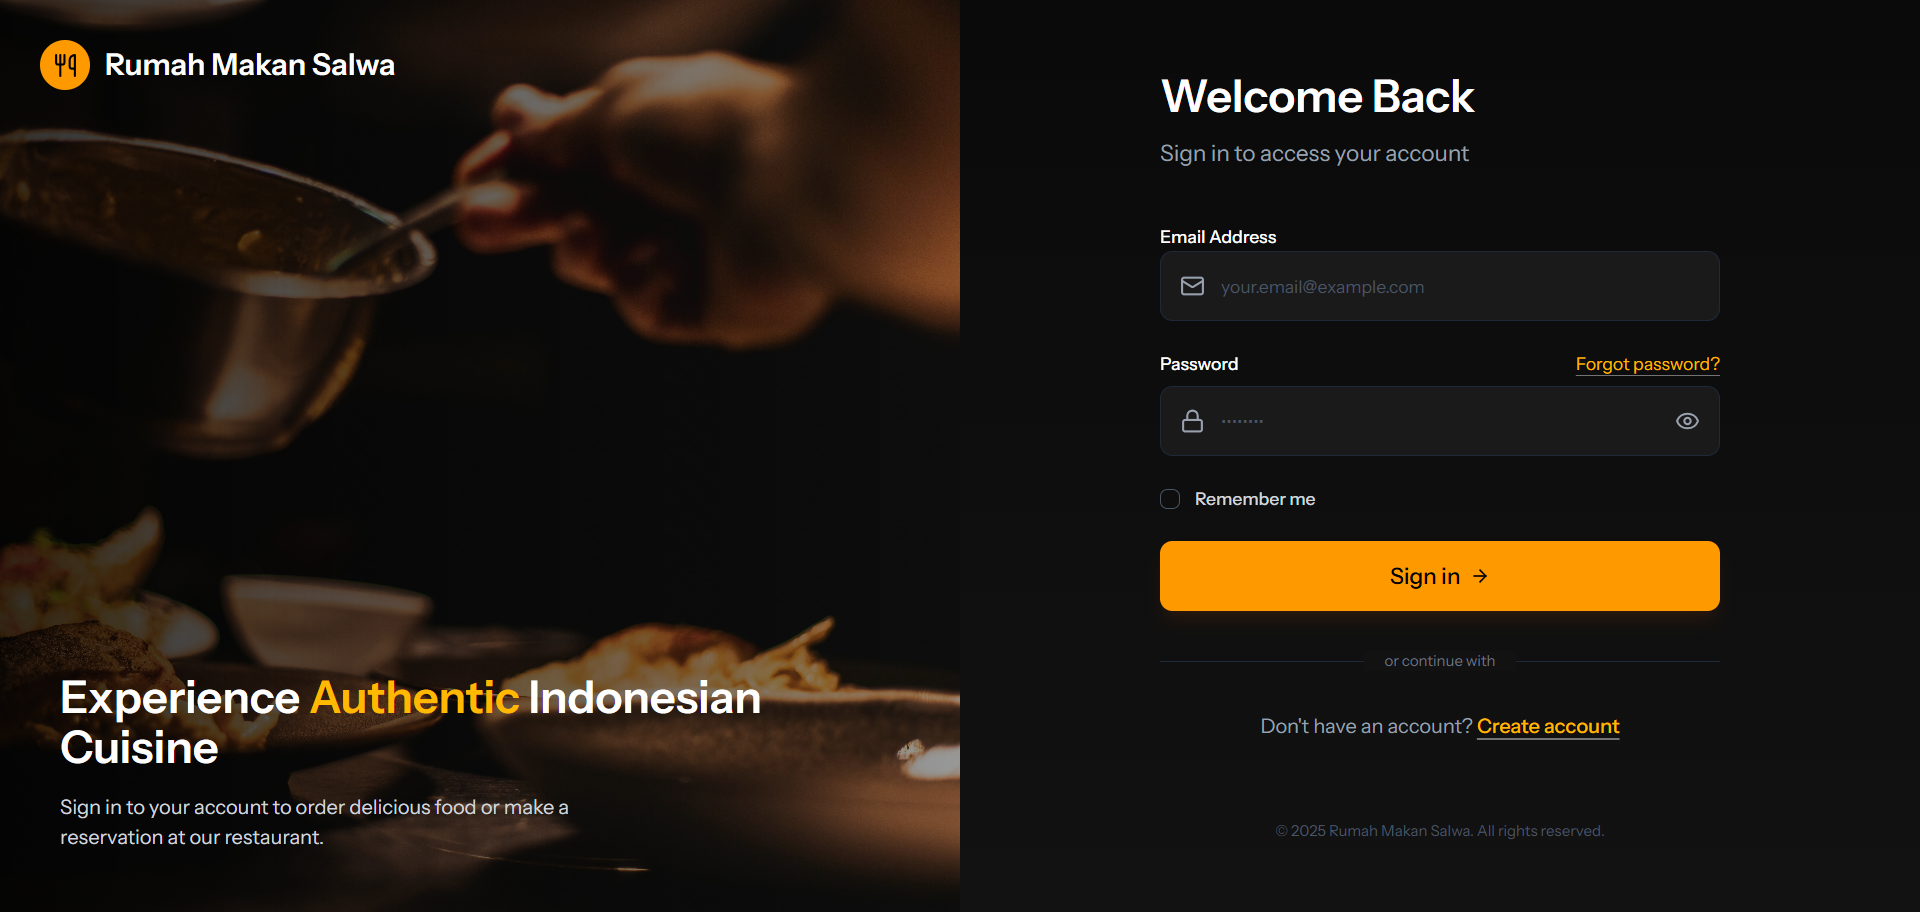 Rumah Makan Salwa
Experience Authentic Indonesian
Cuisine
Sign in to your account to order delicious food or make a
reservation at our restaurant.
Welcome Back
Sign in to access your account
Email Address
your.email@example.com
Password
Forgot password?
••••••••
Remember me
Sign in →
or continue with
Don't have an account? Create account
© 2025 Rumah Makan Salwa. All rights reserved.